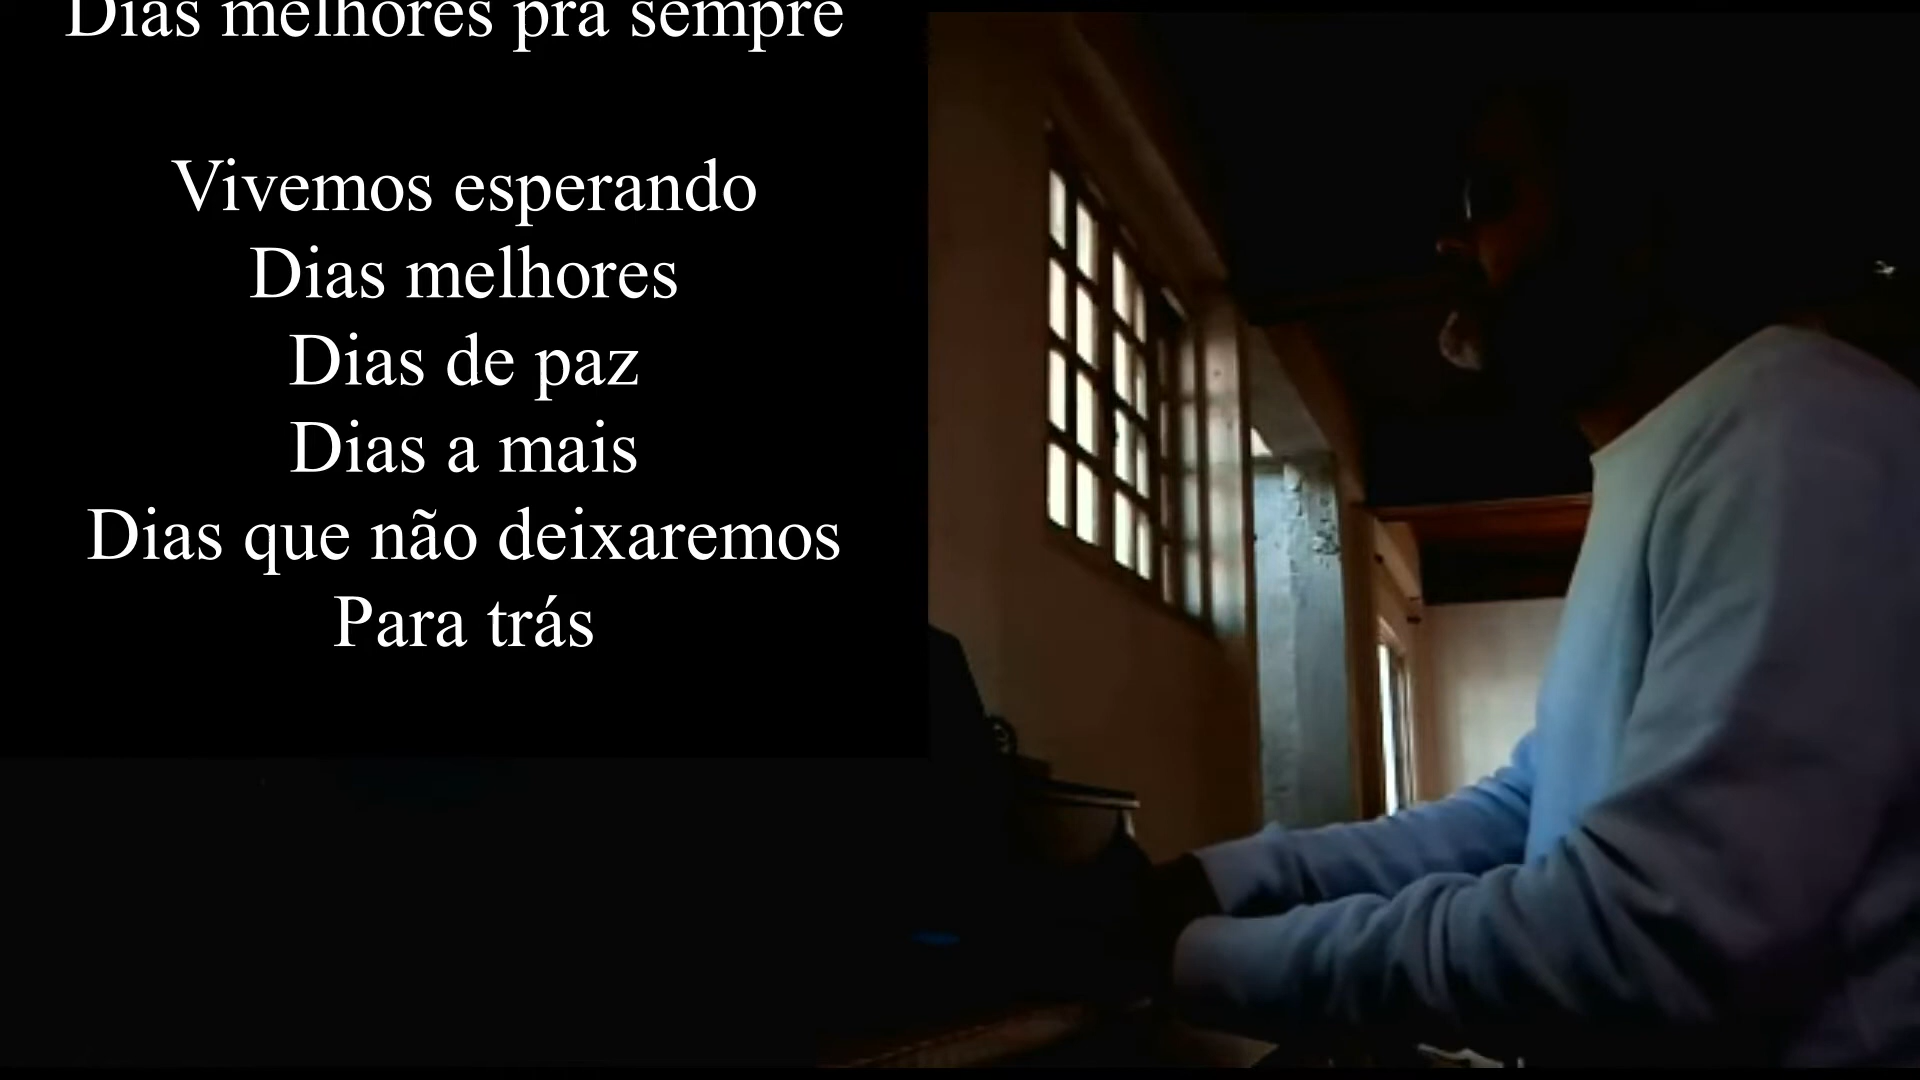 Dias melhores pra sempre
Vivemos esperando
Dias melhores
Dias de paz
Dias a mais
Dias que não deixaremos
Para trás